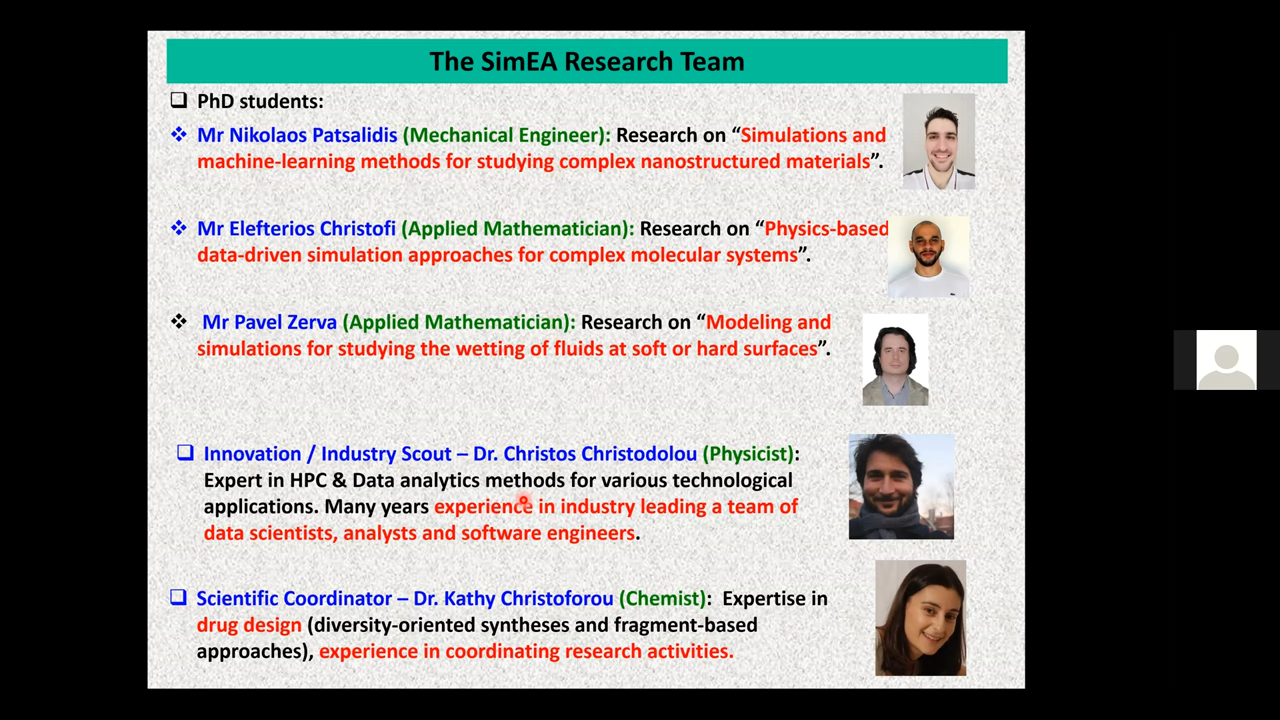 The SimEA Research Team
PhD students:
Mr Nikolaos Patsalidis (Mechanical Engineer): Research on “Simulations and
machine-learning methods for studying complex nanostructured materials”.
Mr Elefterios Christofi (Applied Mathematician): Research on “Physics-based
data-driven simulation approaches for complex molecular systems”.
Mr Pavel Zerva (Applied Mathematician): Research on “Modeling and
simulations for studying the wetting of fluids at soft or hard surfaces”.
Innovation / Industry Scout – Dr. Christos Christodolou (Physicist):
Expert in HPC & Data analytics methods for various technological
applications. Many years experience in industry leading a team of
data scientists, analysts and software engineers.
Scientific Coordinator – Dr. Kathy Christoforou (Chemist): Expertise in
drug design (diversity-oriented syntheses and fragment-based
approaches), experience in coordinating research activities.